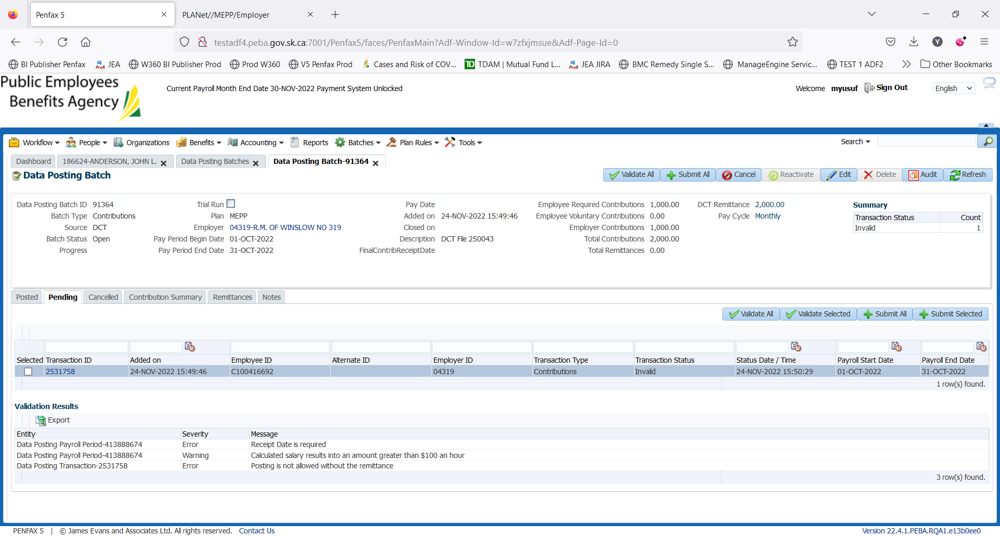 Penfax 5
PLANet//MEPP/Employer
testadf4.peba.gov.sk.ca:7001/Penfax5/faces/PenfaxMain?Adf-Window-Id=w7zfxjmsue&Adf-Page-Id=0
BI Publisher Penfax JEA W360 BI Publisher Prod Prod W360 V5 Penfax Prod Cases and Risk of COV... TDAM | Mutual Fund L... JEA JIRA BMC Remedy Single S... ManageEngine Servic... TEST 1 ADF2 Other Bookmarks
Public Employees
Benefits Agency
Current Payroll Month End Date 30-NOV-2022 Payment System Unlocked
Welcome myusuf Sign Out English
Workflow People Organizations Benefits Accounting Reports Batches Plan Rules Tools Search
Dashboard 186624-ANDERSON, JOHN L. Data Posting Batches Data Posting Batch-91364
Data Posting Batch
Validate All Submit All Cancel Reactivate Edit Delete Audit Refresh
Data Posting Batch ID 91364 Trial Run Pay Date Employee Required Contributions 1,000.00 DCT Remittance 2,000.00 Summary
Batch Type Contributions Plan MEPP Added on 24-NOV-2022 15:49:46 Employee Voluntary Contributions 0.00 Pay Cycle Monthly Transaction Status Count
Source DCT Employer 04319-R.M. OF WINSLOW NO 319 Closed on Employer Contributions 1,000.00 Invalid 1
Batch Status Open Pay Period Begin Date 01-OCT-2022 Description DCT File 250043 Total Contributions 2,000.00
Progress Pay Period End Date 31-OCT-2022 FinalContribReceiptDate Total Remittances 0.00
Posted Pending Cancelled Contribution Summary Remittances Notes
Validate All Validate Selected Submit All Submit Selected
Selected Transaction ID Added on Employee ID Alternate ID Employer ID Transaction Type Transaction Status Status Date / Time Payroll Start Date Payroll End Date
2531758 24-NOV-2022 15:49:46 C100416692 04319 Contributions Invalid 24-NOV-2022 15:50:29 01-OCT-2022 31-OCT-2022
1 row(s) found.
Validation Results
Export
Entity Severity Message
Data Posting Payroll Period-413888674 Error Receipt Date is required
Data Posting Payroll Period-413888674 Warning Calculated salary results into an amount greater than $100 an hour
Data Posting Transaction-2531758 Error Posting is not allowed without the remittance
3 row(s) found.
PENFAX 5 | © James Evans and Associates Ltd. All rights reserved. Contact Us
Version 22.4.1.PEBA.RQA1.e13b0ee0